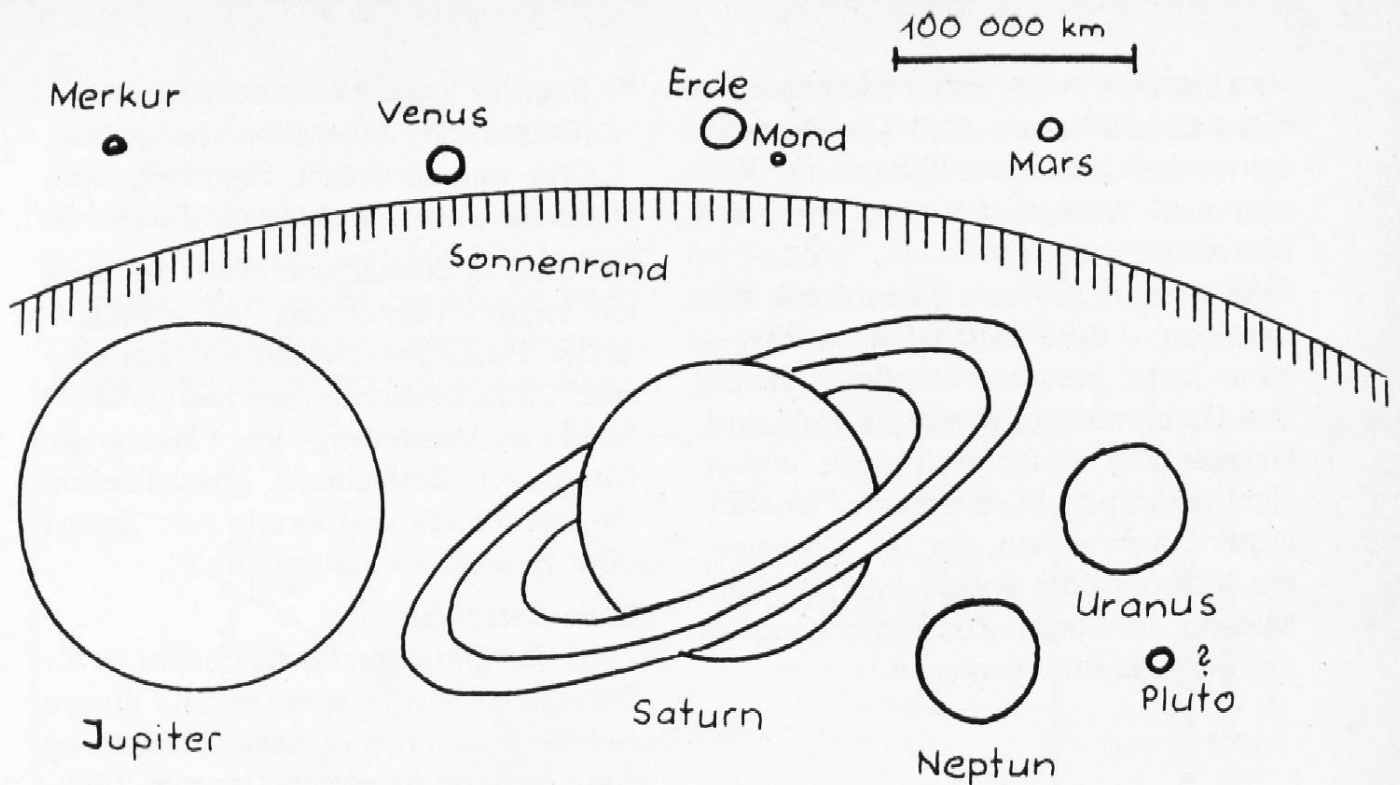 100 000 km
Merkur
Venus
Erde
Mond
Mars
Sonnenrand
Jupiter
Saturn
Uranus
Neptun
?
Pluto